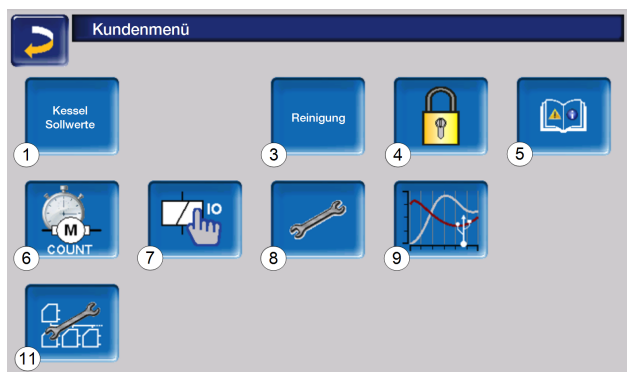 Kundenmenü
Kessel
Sollwerte
1
Reinigung
3
4
5
M
COUNT
6
IO
7
8
9
11